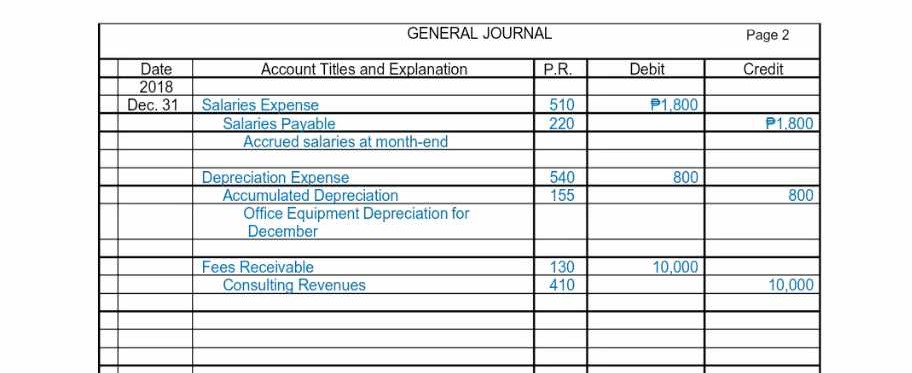 GENERAL JOURNAL Page 2
Date Account Titles and Explanation P.R. Debit Credit
2018
Dec. 31 Salaries Expense 510 ₱1,800
Salaries Payable 220 ₱1,800
Accrued salaries at month-end
Depreciation Expense 540 800
Accumulated Depreciation 155 800
Office Equipment Depreciation for
December
Fees Receivable 130 10,000
Consulting Revenues 410 10,000